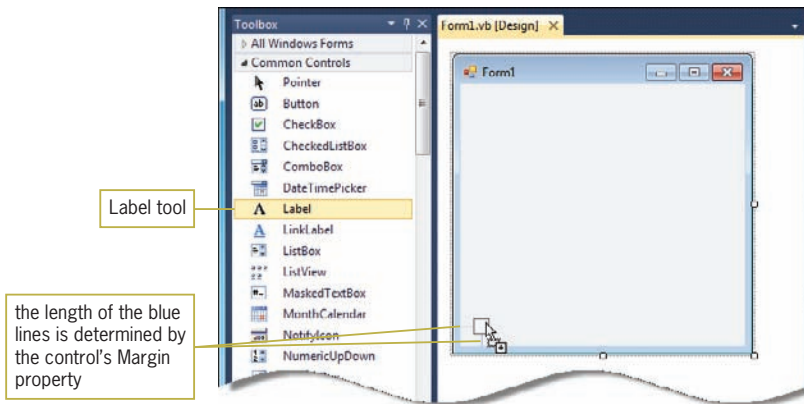 Toolbox
Form1.vb [Design]
All Windows Forms
Common Controls
Pointer
Button
CheckBox
CheckedListBox
ComboBox
DateTimePicker
Label
LinkLabel
ListBox
ListView
MaskedTextBox
MonthCalendar
NotifyIcon
NumericUpDown
Form1
Label tool
the length of the blue
lines is determined by
the control's Margin
property